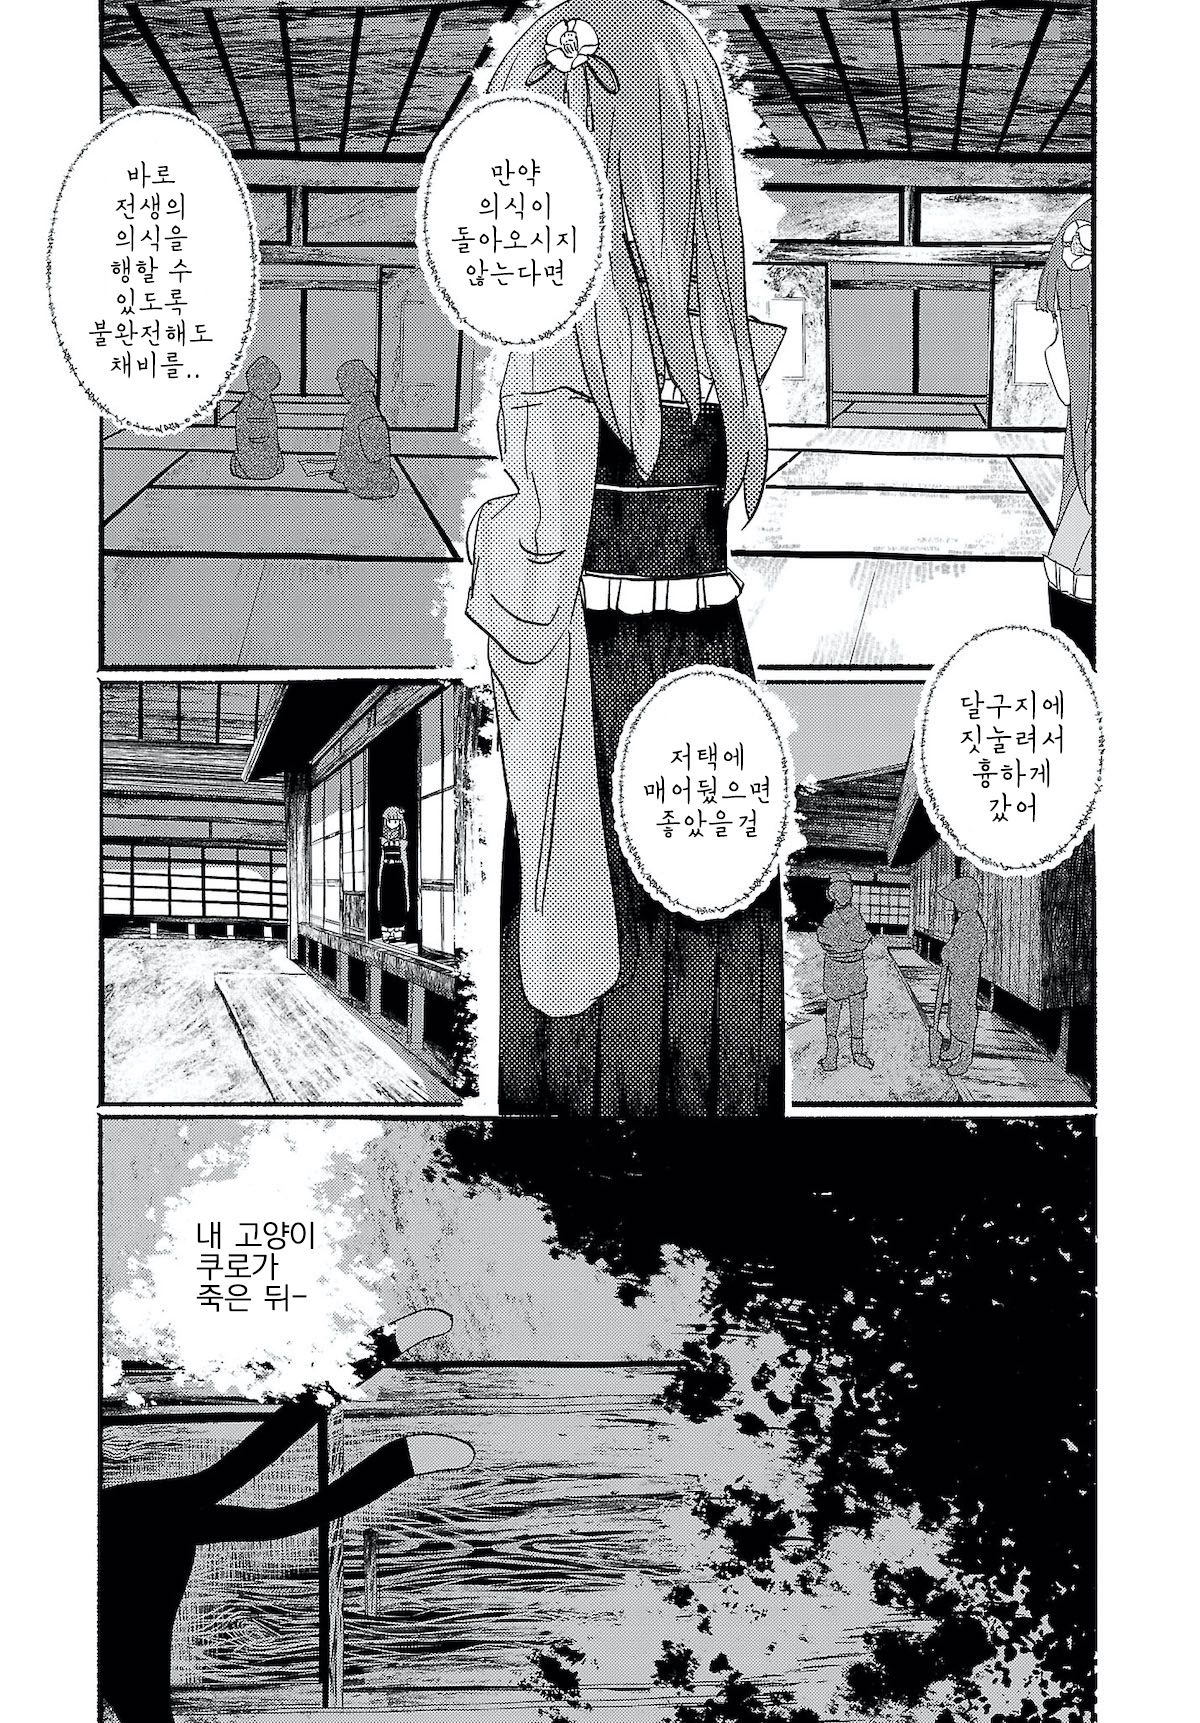 만약
의식이
돌아오시지
않는다면
바로
전생의
의식을
행할 수
있도록
불완전해도
채비를..
달구지에
짓눌려서
흉하게
갔어
저택에
매어뒀으면
좋았을걸
내 고양이
쿠로가
죽은 뒤-